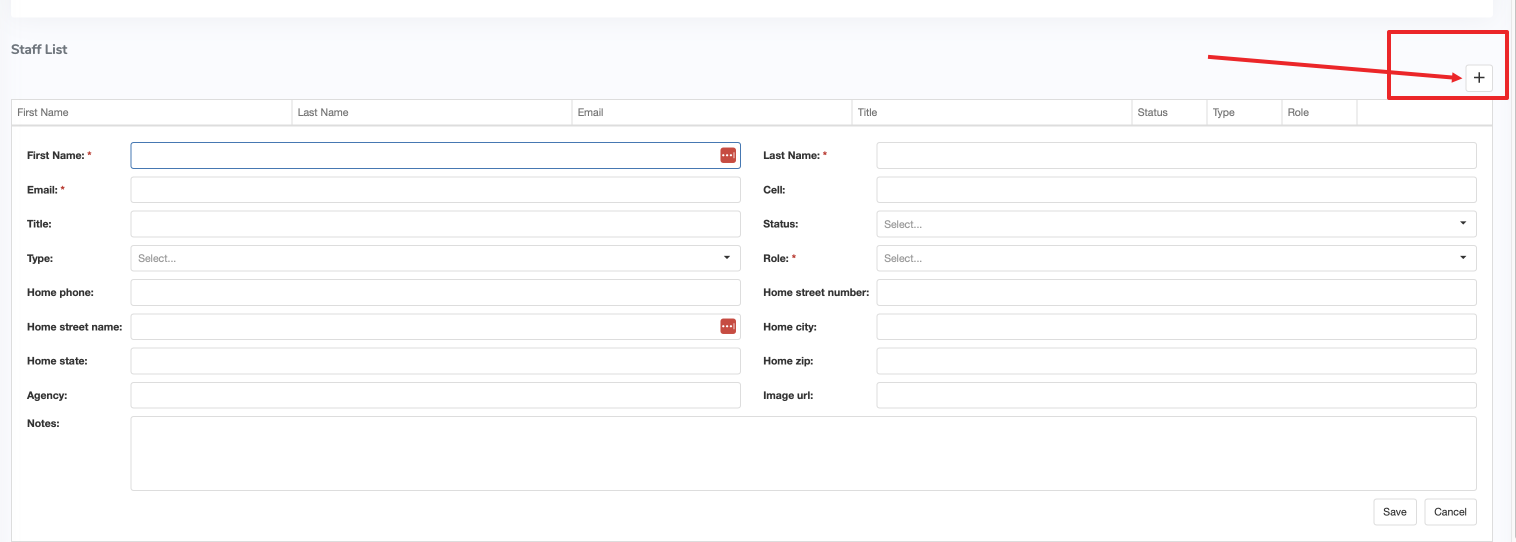 Staff List
+
First Name Last Name Email Title Status Type Role
First Name: * Last Name: *
Email: * Cell:
Title: Status: Select...
Type: Select... Role: * Select...
Home phone: Home street number:
Home street name: Home city:
Home state: Home zip:
Agency: Image url:
Notes:
Save Cancel